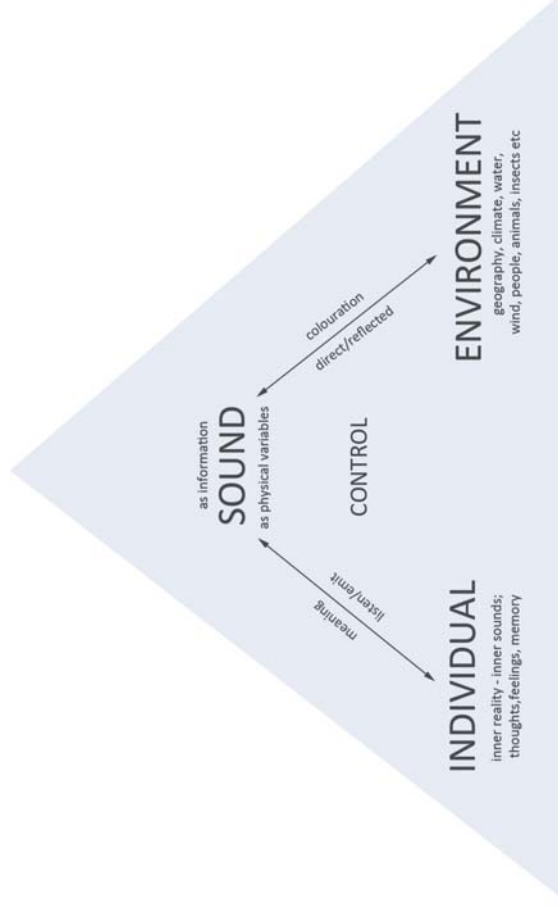 as information
SOUND
as physical variables
meaning
listen/emit
colouration
direct/reflected
CONTROL
INDIVIDUAL
inner reality - inner sounds;
thoughts,feelings, memory
ENVIRONMENT
geography, climate, water,
wind, people, animals, insects etc